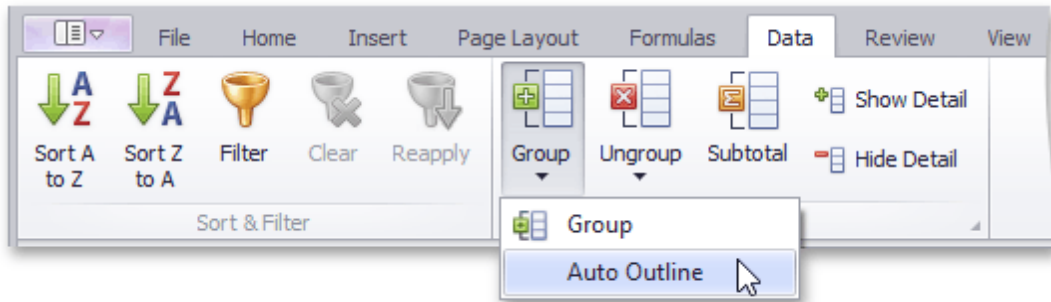 File Home Insert Page Layout Formulas Data Review View
Sort A to Z
Sort Z to A
Filter
Clear
Reapply
Group
Ungroup
Subtotal
Show Detail
Hide Detail
Sort & Filter
Group
Auto Outline